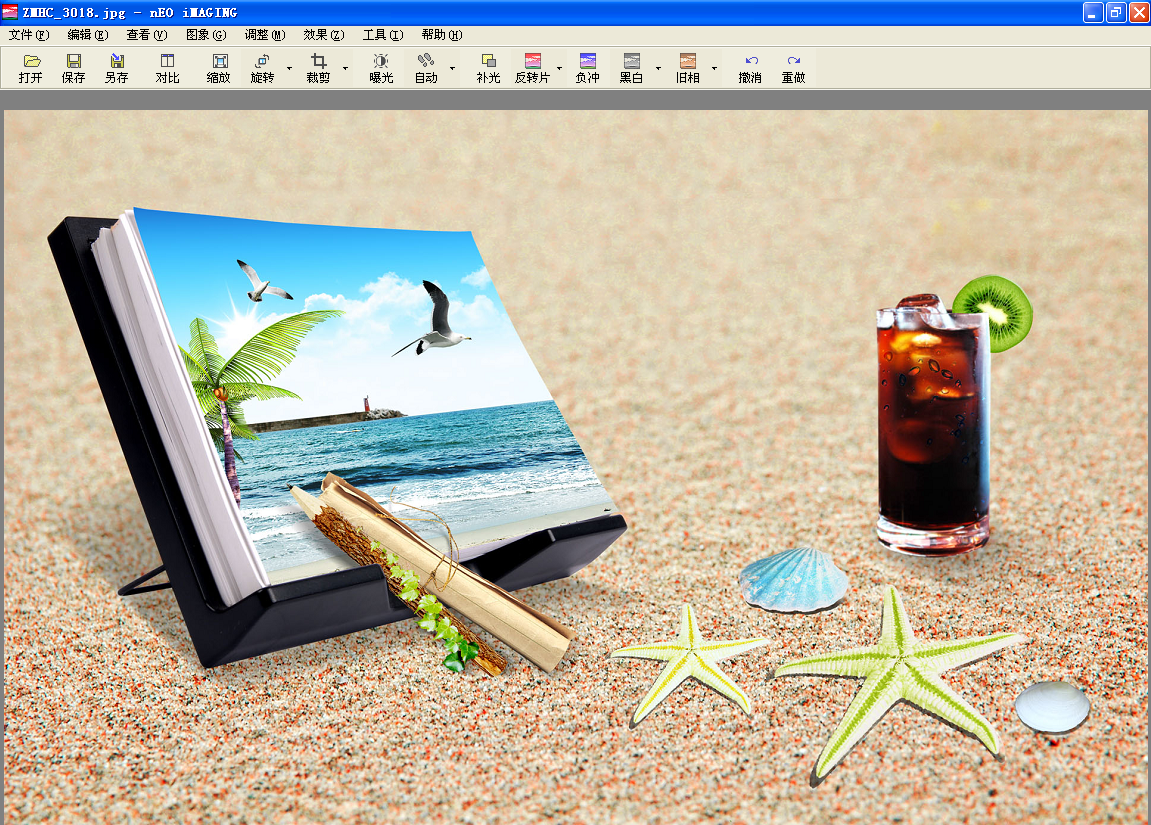 ZMHC_3018.jpg - nEO iMAGING
文件(F) 编辑(E) 查看(V) 图象(G) 调整(M) 效果(Z) 工具(I) 帮助(H)
打开 保存 另存 对比 缩放 旋转 裁剪 曝光 自动 补光 反转片 负冲 黑白 旧相 撤消 重做